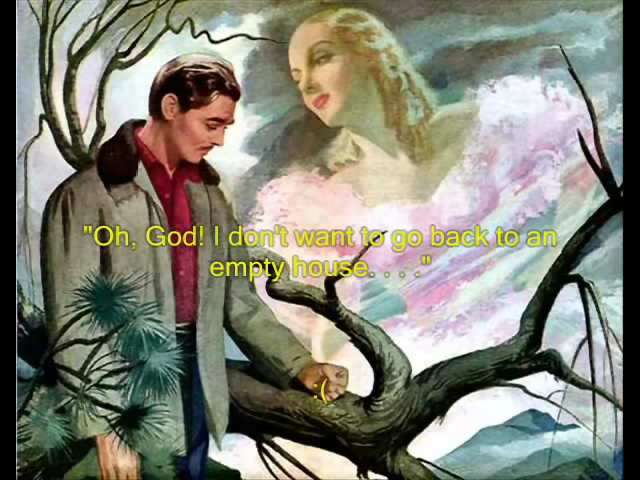 "Oh, God! I don't want to go back to an
empty house. . . ."
:(